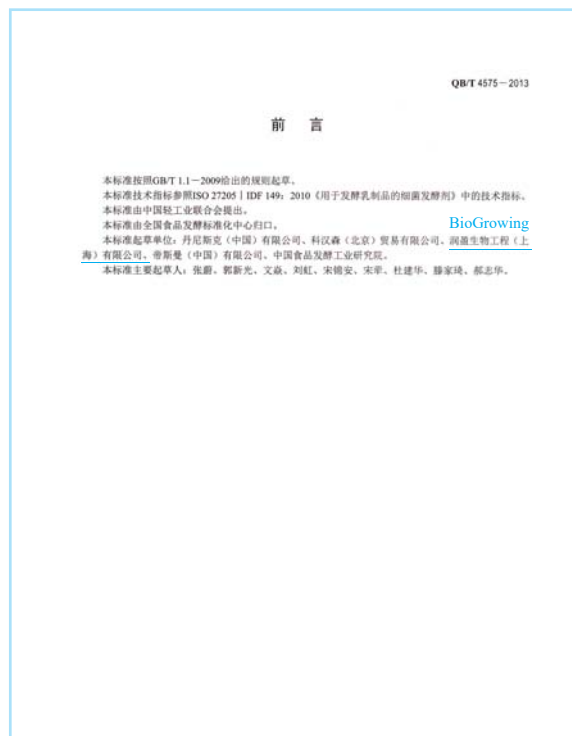 QB/T 4575－2013
前 言
本标准按照GB/T 1.1－2009给出的规则起草。
本标准技术指标参照ISO 27205｜IDF 149：2010《用于发酵乳制品的细菌发酵剂》中的技术指标。
本标准由中国轻工业联合会提出。
本标准由全国食品发酵标准化中心归口。
BioGrowing
本标准起草单位：丹尼斯克（中国）有限公司、科汉森（北京）贸易有限公司、润盈生物工程（上
海）有限公司、帝斯曼（中国）有限公司、中国食品发酵工业研究院。
本标准主要起草人：张蔚、郭新光、文焱、刘虹、宋锦安、宋犖、杜建华、滕家琦、郝志华。